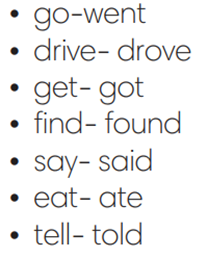 • go-went
• drive- drove
• get- got
• find- found
• say- said
• eat- ate
• tell- told